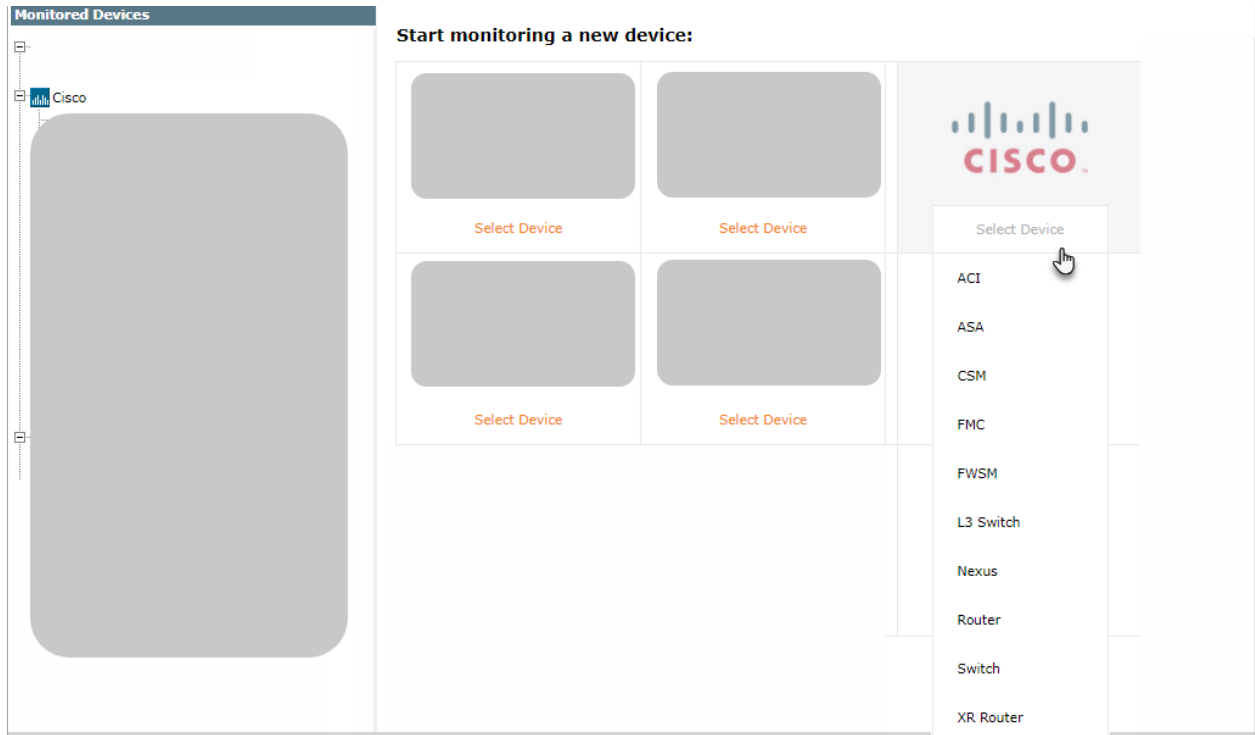 Monitored Devices
Start monitoring a new device:
Cisco
CISCO
Select Device
Select Device
Select Device
Select Device
Select Device
ACI
ASA
CSM
FMC
FWSM
L3 Switch
Nexus
Router
Switch
XR Router